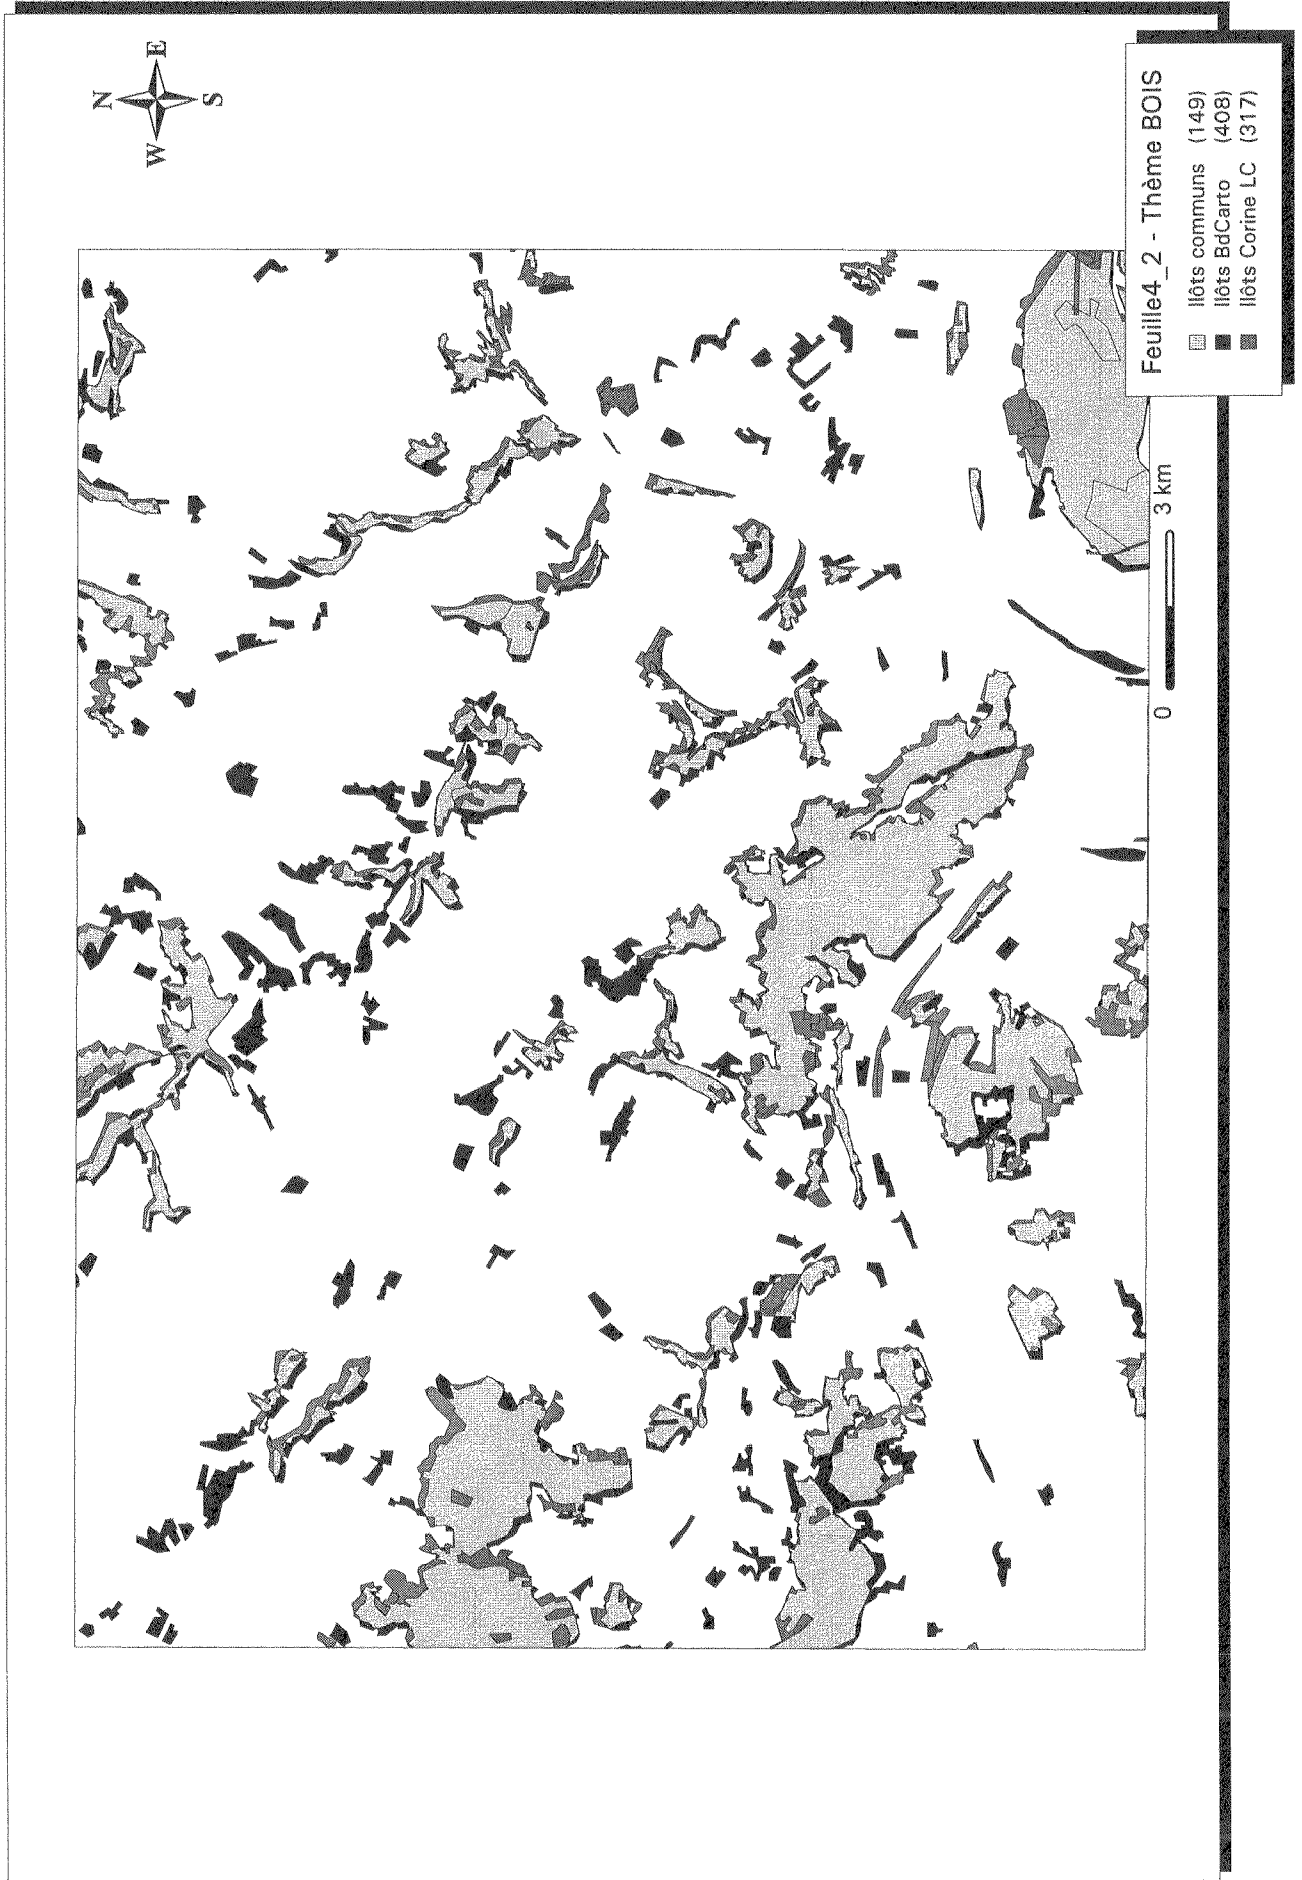 N
W E
S
Feuille4_2 - Thème BOIS
Ilôts communs (149)
Ilôts BdCarto (408)
Ilôts Corine LC (317)
0 3 km